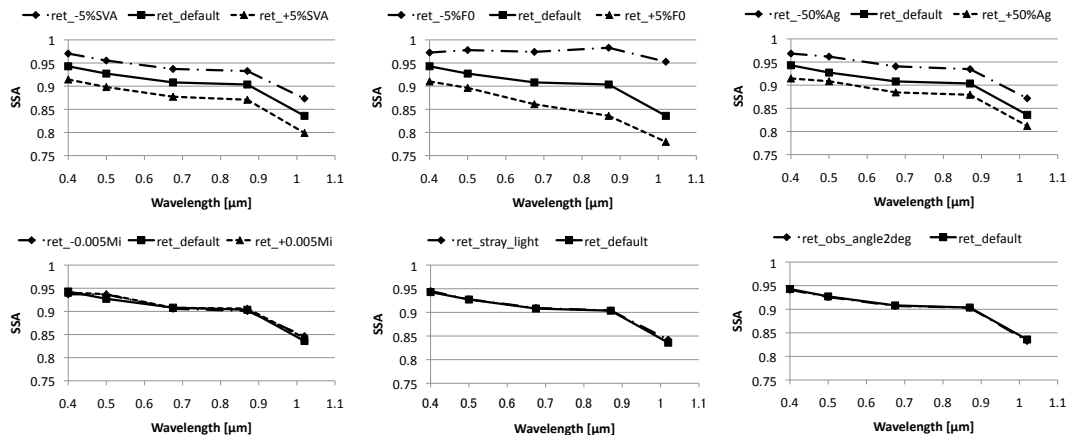 ret_-5%SVA ret_default ret_+5%SVA
1
0.95
0.9
0.85
0.8
0.75
SSA
0.4 0.5 0.6 0.7 0.8 0.9 1 1.1
Wavelength [µm]
ret_-5%F0 ret_default ret_+5%F0
1
0.95
0.9
0.85
0.8
0.75
SSA
0.4 0.5 0.6 0.7 0.8 0.9 1 1.1
Wavelength [µm]
ret_-50%Ag ret_default ret_+50%Ag
1
0.95
0.9
0.85
0.8
0.75
SSA
0.4 0.5 0.6 0.7 0.8 0.9 1 1.1
Wavelength [µm]
ret_-0.005Mi ret_default ret_+0.005Mi
1
0.95
0.9
0.85
0.8
0.75
SSA
0.4 0.5 0.6 0.7 0.8 0.9 1 1.1
Wavelength [µm]
ret_stray_light ret_default
1
0.95
0.9
0.85
0.8
0.75
SSA
0.4 0.5 0.6 0.7 0.8 0.9 1 1.1
Wavelength [µm]
ret_obs_angle2deg ret_default
1
0.95
0.9
0.85
0.8
0.75
SSA
0.4 0.5 0.6 0.7 0.8 0.9 1 1.1
Wavelength [µm]